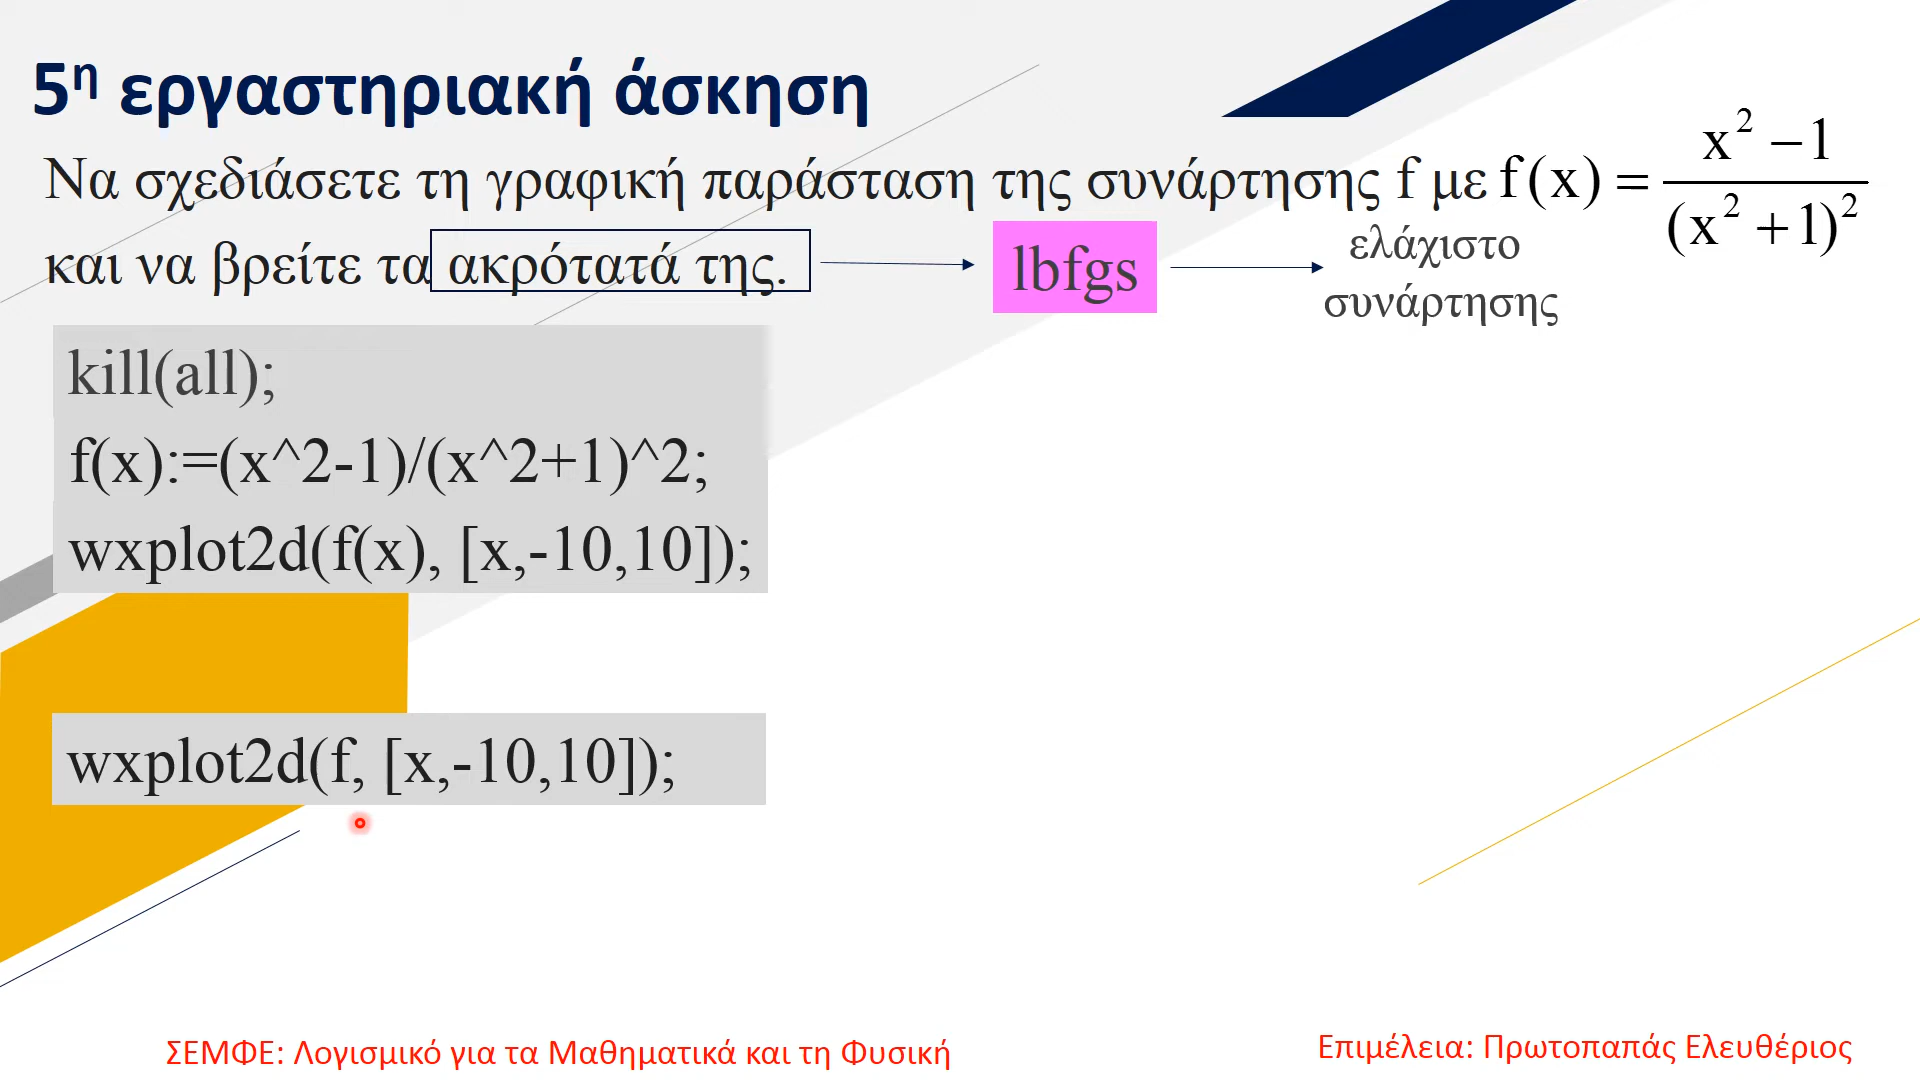 5η εργαστηριακή άσκηση
Να σχεδιάσετε τη γραφική παράσταση της συνάρτησης f με f(x) = (x² − 1)/(x² + 1)²
και να βρείτε τα ακρότατά της.
lbfgs
ελάχιστο
συνάρτησης
kill(all);
f(x):=(x^2-1)/(x^2+1)^2;
wxplot2d(f(x), [x,-10,10]);
wxplot2d(f, [x,-10,10]);
ΣΕΜΦΕ: Λογισμικό για τα Μαθηματικά και τη Φυσική
Επιμέλεια: Πρωτοπαπάς Ελευθέριος